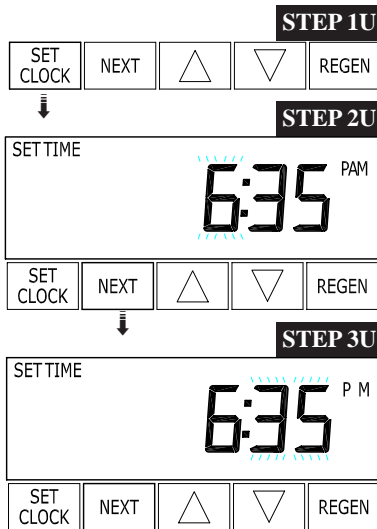 STEP 1U
SET CLOCK NEXT REGEN
STEP 2U
SET TIME
6:35 PAM
SET CLOCK NEXT REGEN
STEP 3U
SET TIME
6:35 P M
SET CLOCK NEXT REGEN